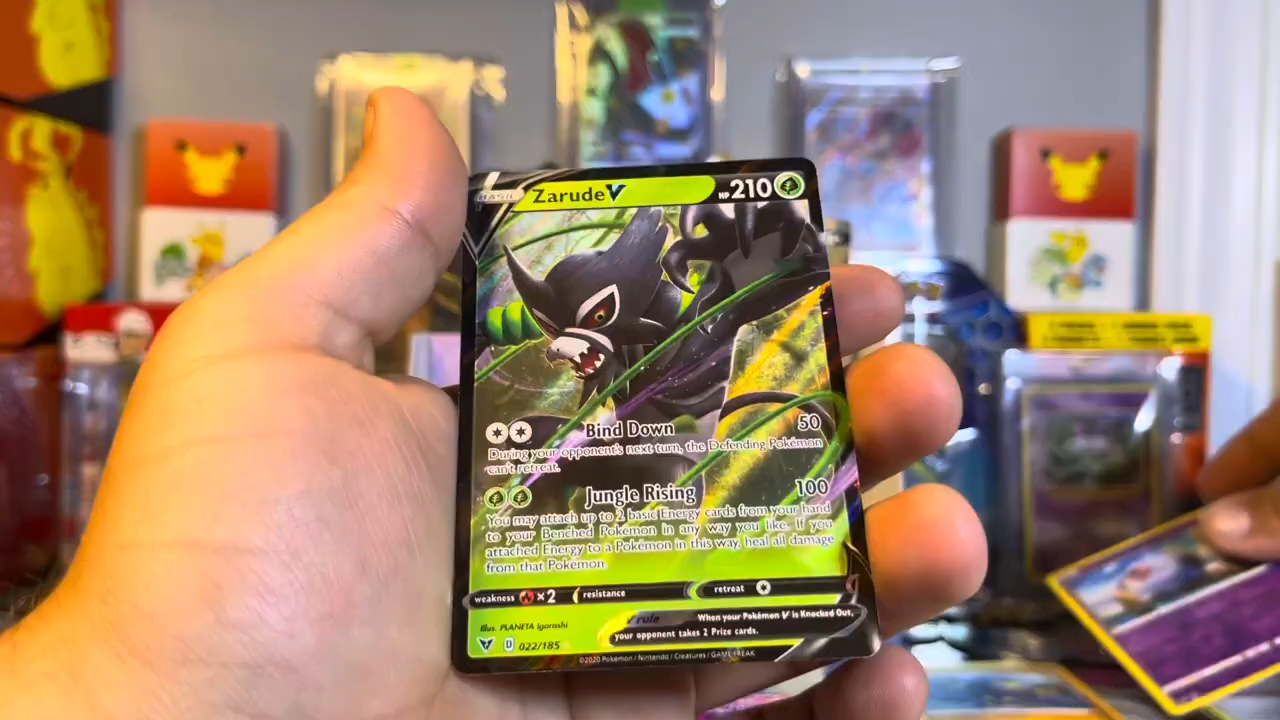 BASIC
Zarude V
HP 210
Bind Down 50
During your opponent's next turn, the Defending Pokémon
can't retreat.
Jungle Rising 100
You may attach up to 2 basic Energy cards from your hand
to your Benched Pokémon in any way you like. If you
attached Energy to a Pokémon in this way, heal all damage
from that Pokémon.
weakness ×2 resistance retreat
V rule When your Pokémon V is Knocked Out,
your opponent takes 2 Prize cards.
Illus. PLANETA Igarashi
D 022/185
©2020 Pokémon / Nintendo / Creatures / GAME FREAK